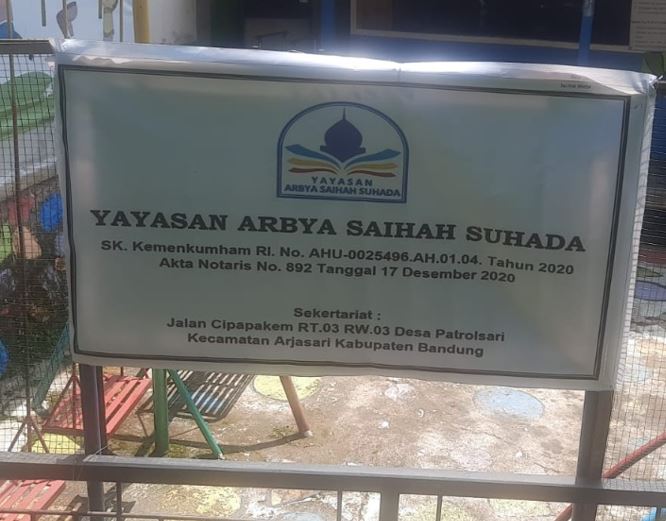 YAYASAN
ARBYA SAIHAH SUHADA
YAYASAN ARBYA SAIHAH SUHADA
SK. Kemenkumham RI. No. AHU-0025496.AH.01.04. Tahun 2020
Akta Notaris No. 892 Tanggal 17 Desember 2020
Sekertariat :
Jalan Cipapakem RT.03 RW.03 Desa Patrolsari
Kecamatan Arjasari Kabupaten Bandung